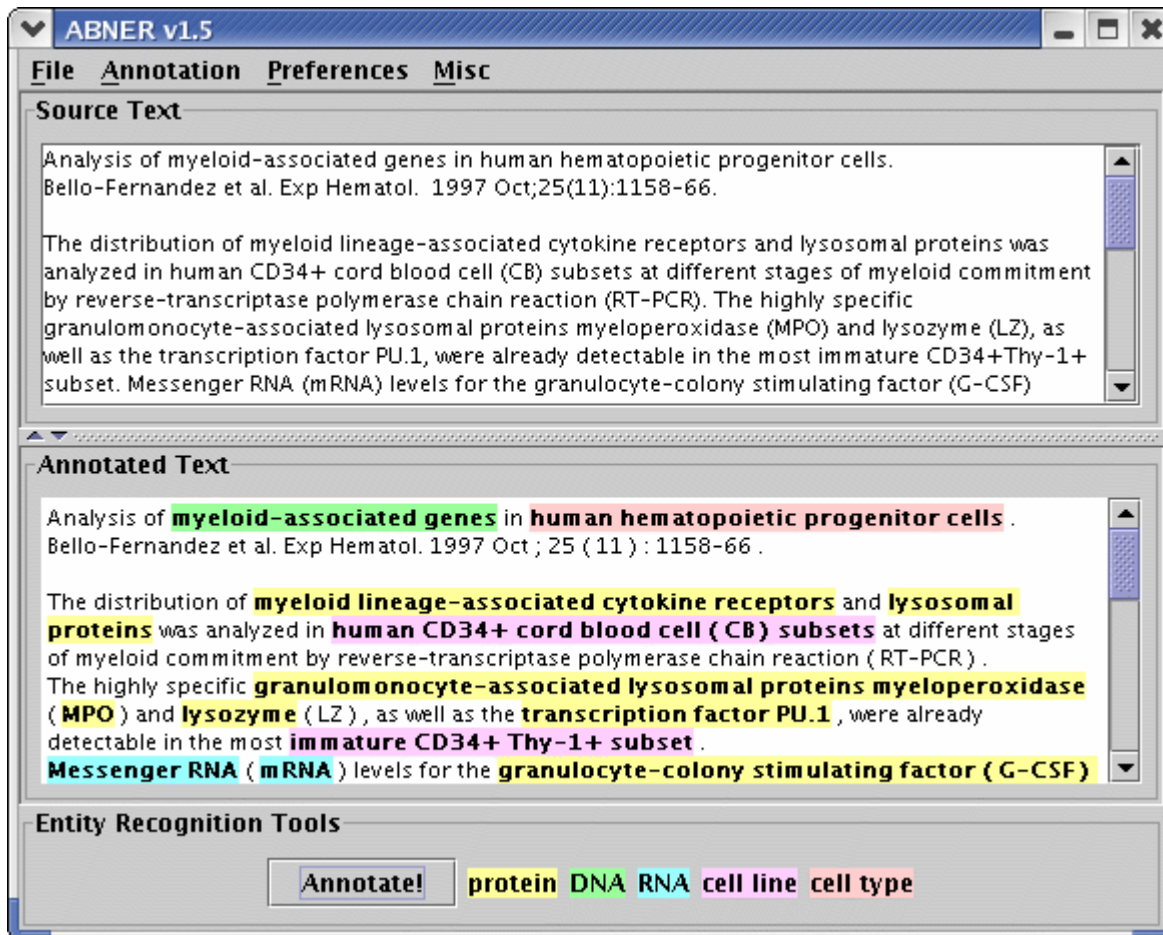 ABNER v1.5
File Annotation Preferences Misc
Source Text
Analysis of myeloid-associated genes in human hematopoietic progenitor cells.
Bello-Fernandez et al. Exp Hematol. 1997 Oct;25(11):1158-66.
The distribution of myeloid lineage-associated cytokine receptors and lysosomal proteins was
analyzed in human CD34+ cord blood cell (CB) subsets at different stages of myeloid commitment
by reverse-transcriptase polymerase chain reaction (RT-PCR). The highly specific
granulomonocyte-associated lysosomal proteins myeloperoxidase (MPO) and lysozyme (LZ), as
well as the transcription factor PU.1, were already detectable in the most immature CD34+Thy-1+
subset. Messenger RNA (mRNA) levels for the granulocyte-colony stimulating factor (G-CSF)
Annotated Text
Analysis of myeloid-associated genes in human hematopoietic progenitor cells .
Bello-Fernandez et al. Exp Hematol. 1997 Oct ; 25 ( 11 ) : 1158-66 .
The distribution of myeloid lineage-associated cytokine receptors and lysosomal
proteins was analyzed in human CD34+ cord blood cell ( CB ) subsets at different stages
of myeloid commitment by reverse-transcriptase polymerase chain reaction ( RT-PCR ) .
The highly specific granulomonocyte-associated lysosomal proteins myeloperoxidase
( MPO ) and lysozyme ( LZ ) , as well as the transcription factor PU.1 , were already
detectable in the most immature CD34+ Thy-1+ subset .
Messenger RNA ( mRNA ) levels for the granulocyte-colony stimulating factor ( G-CSF )
Entity Recognition Tools
Annotate! protein DNA RNA cell line cell type